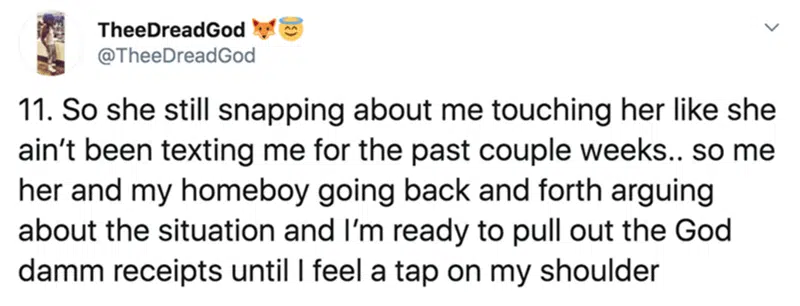 TheeDreadGod 🦊😇
@TheeDreadGod
11. So she still snapping about me touching her like she
ain't been texting me for the past couple weeks.. so me
her and my homeboy going back and forth arguing
about the situation and I'm ready to pull out the God
damm receipts until I feel a tap on my shoulder